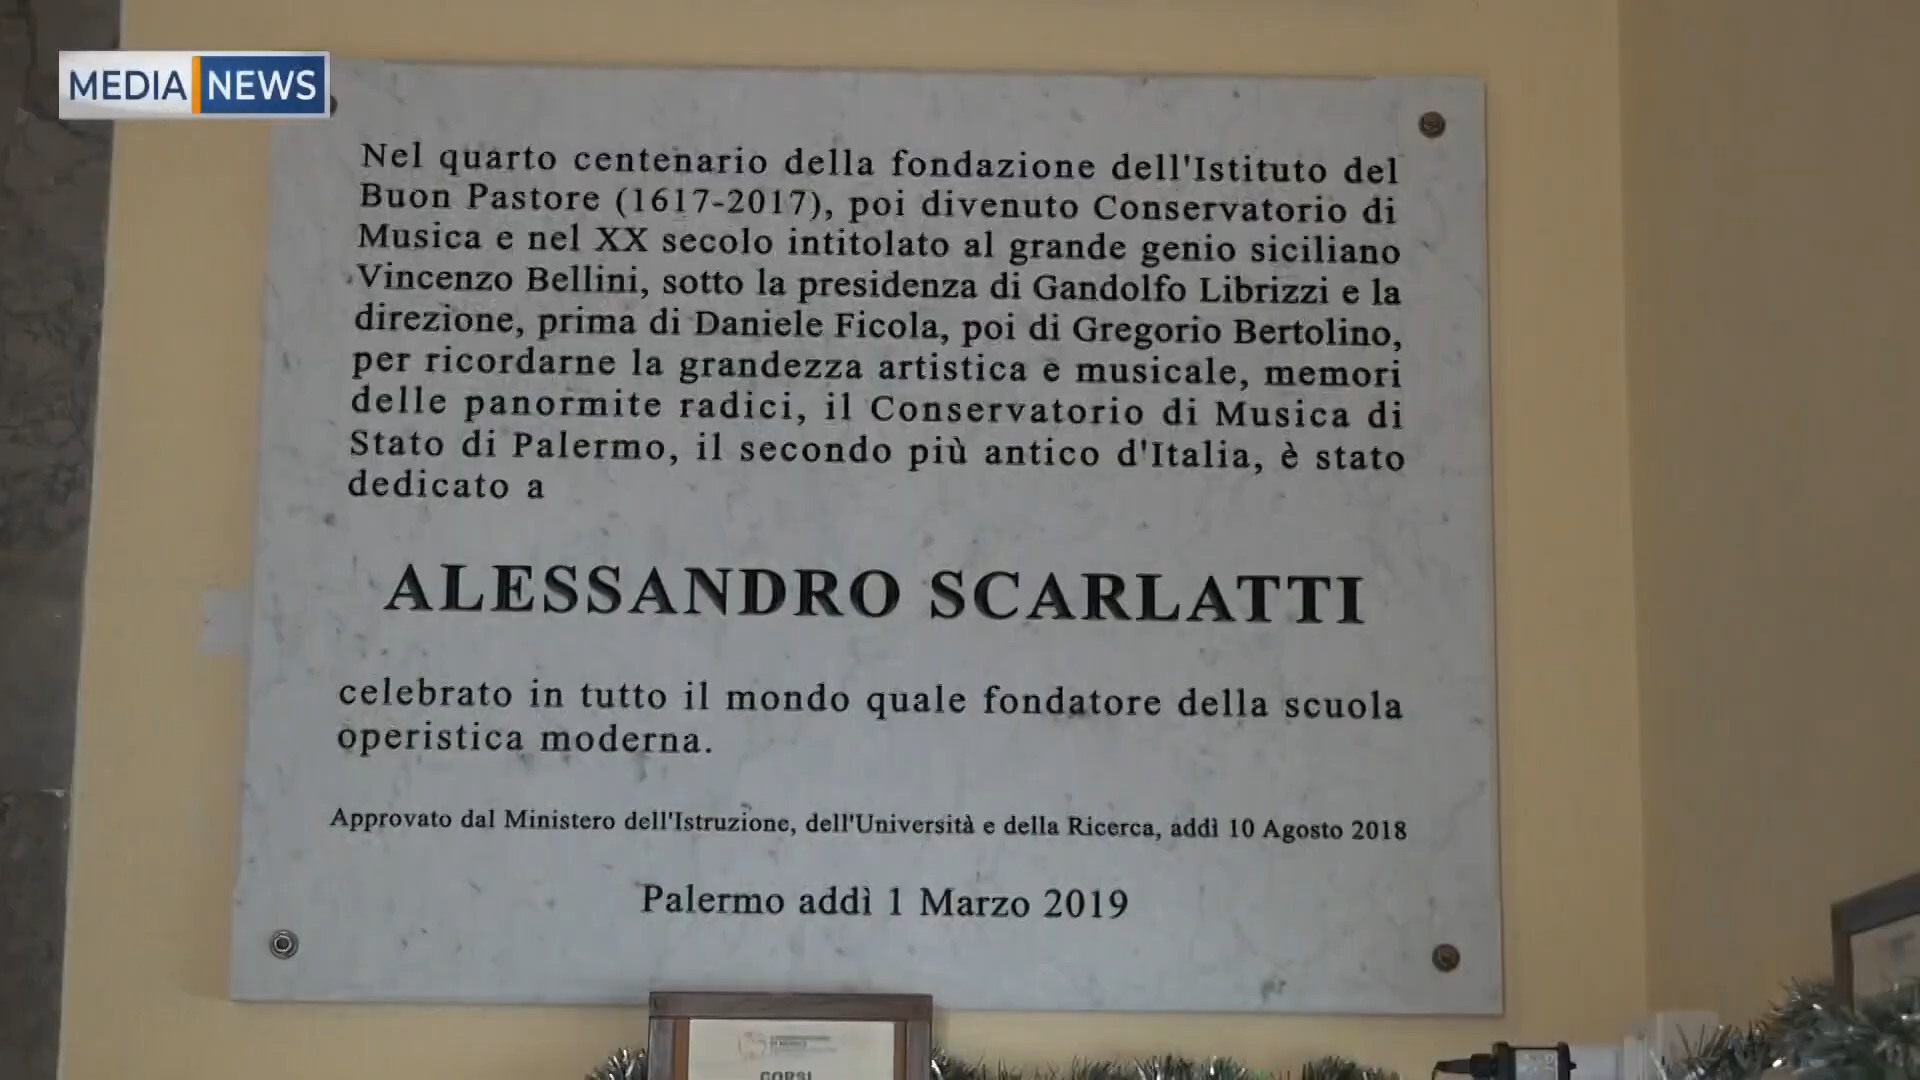 MEDIA NEWS
Nel quarto centenario della fondazione dell'Istituto del
Buon Pastore (1617-2017), poi divenuto Conservatorio di
Musica e nel XX secolo intitolato al grande genio siciliano
Vincenzo Bellini, sotto la presidenza di Gandolfo Librizzi e la
direzione, prima di Daniele Ficola, poi di Gregorio Bertolino,
per ricordarne la grandezza artistica e musicale, memori
delle panormite radici, il Conservatorio di Musica di
Stato di Palermo, il secondo più antico d'Italia, è stato
dedicato a
ALESSANDRO SCARLATTI
celebrato in tutto il mondo quale fondatore della scuola
operistica moderna.
Approvato dal Ministero dell'Istruzione, dell'Università e della Ricerca, addì 10 Agosto 2018
Palermo addì 1 Marzo 2019
CORSI